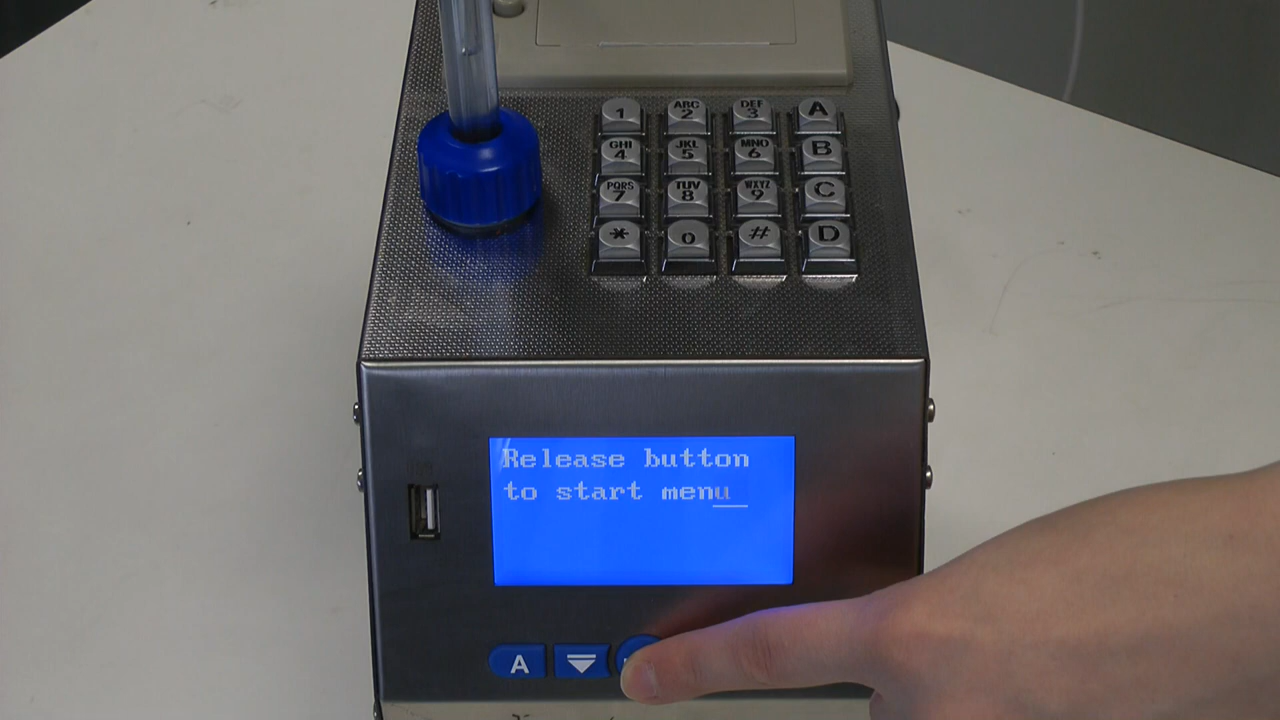 1
ABC
2
DEF
3
A
GHI
4
JKL
5
MNO
6
B
PQRS
7
TUV
8
WXYZ
9
C
*
0
#
D
Release button
to start menu
A